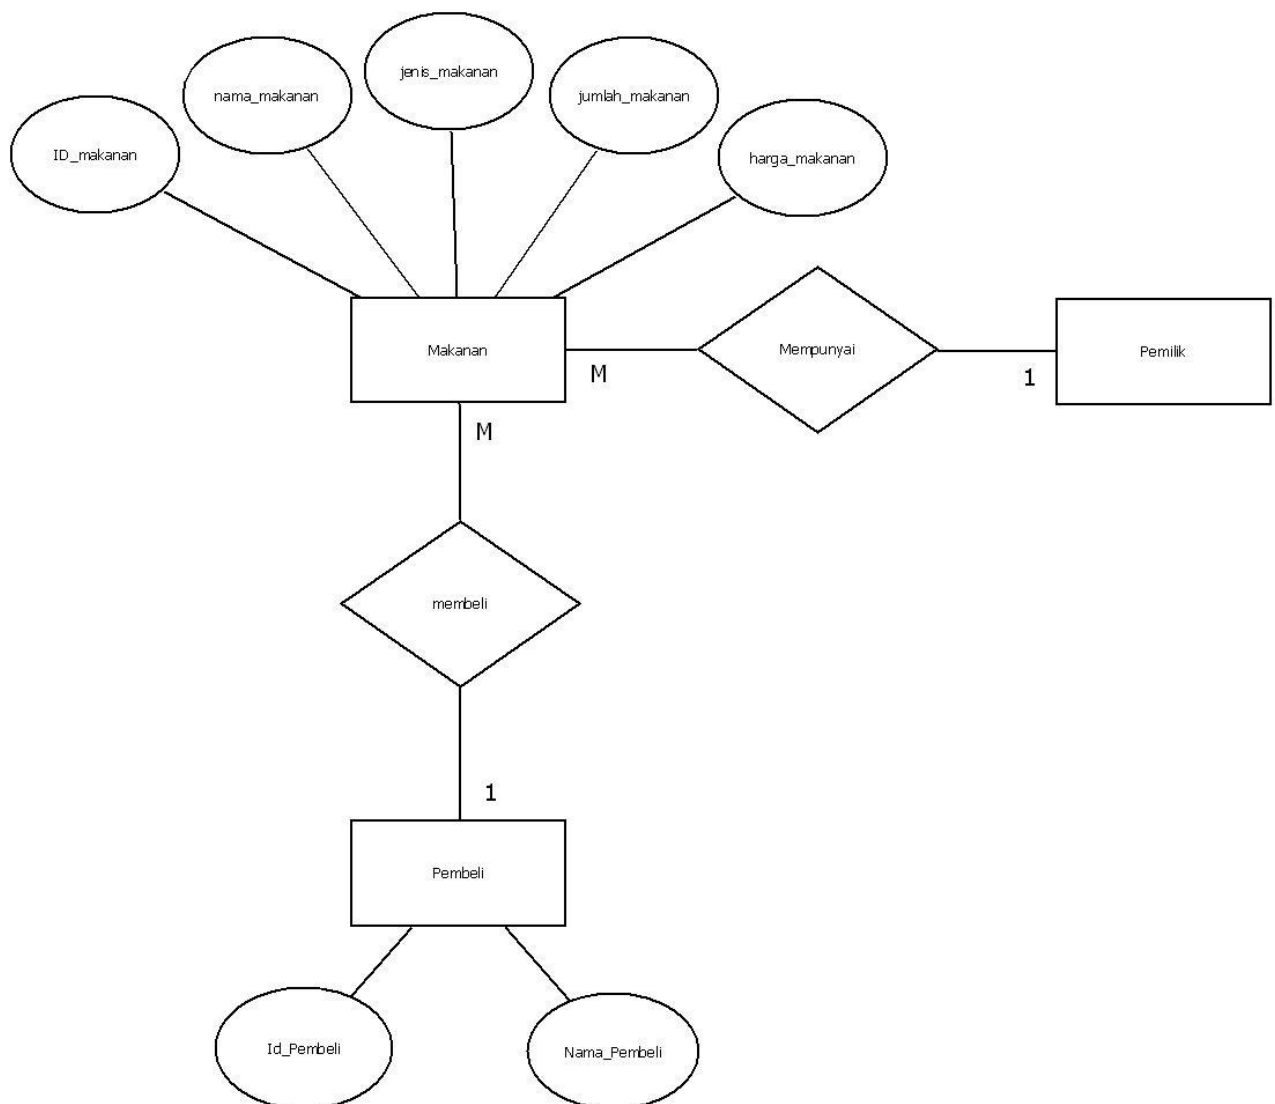 jenis_makanan
nama_makanan
jumlah_makanan
ID_makanan
harga_makanan
Makanan
Mempunyai
Pemilik
M
1
M
membeli
1
Pembeli
Id_Pembeli
Nama_Pembeli